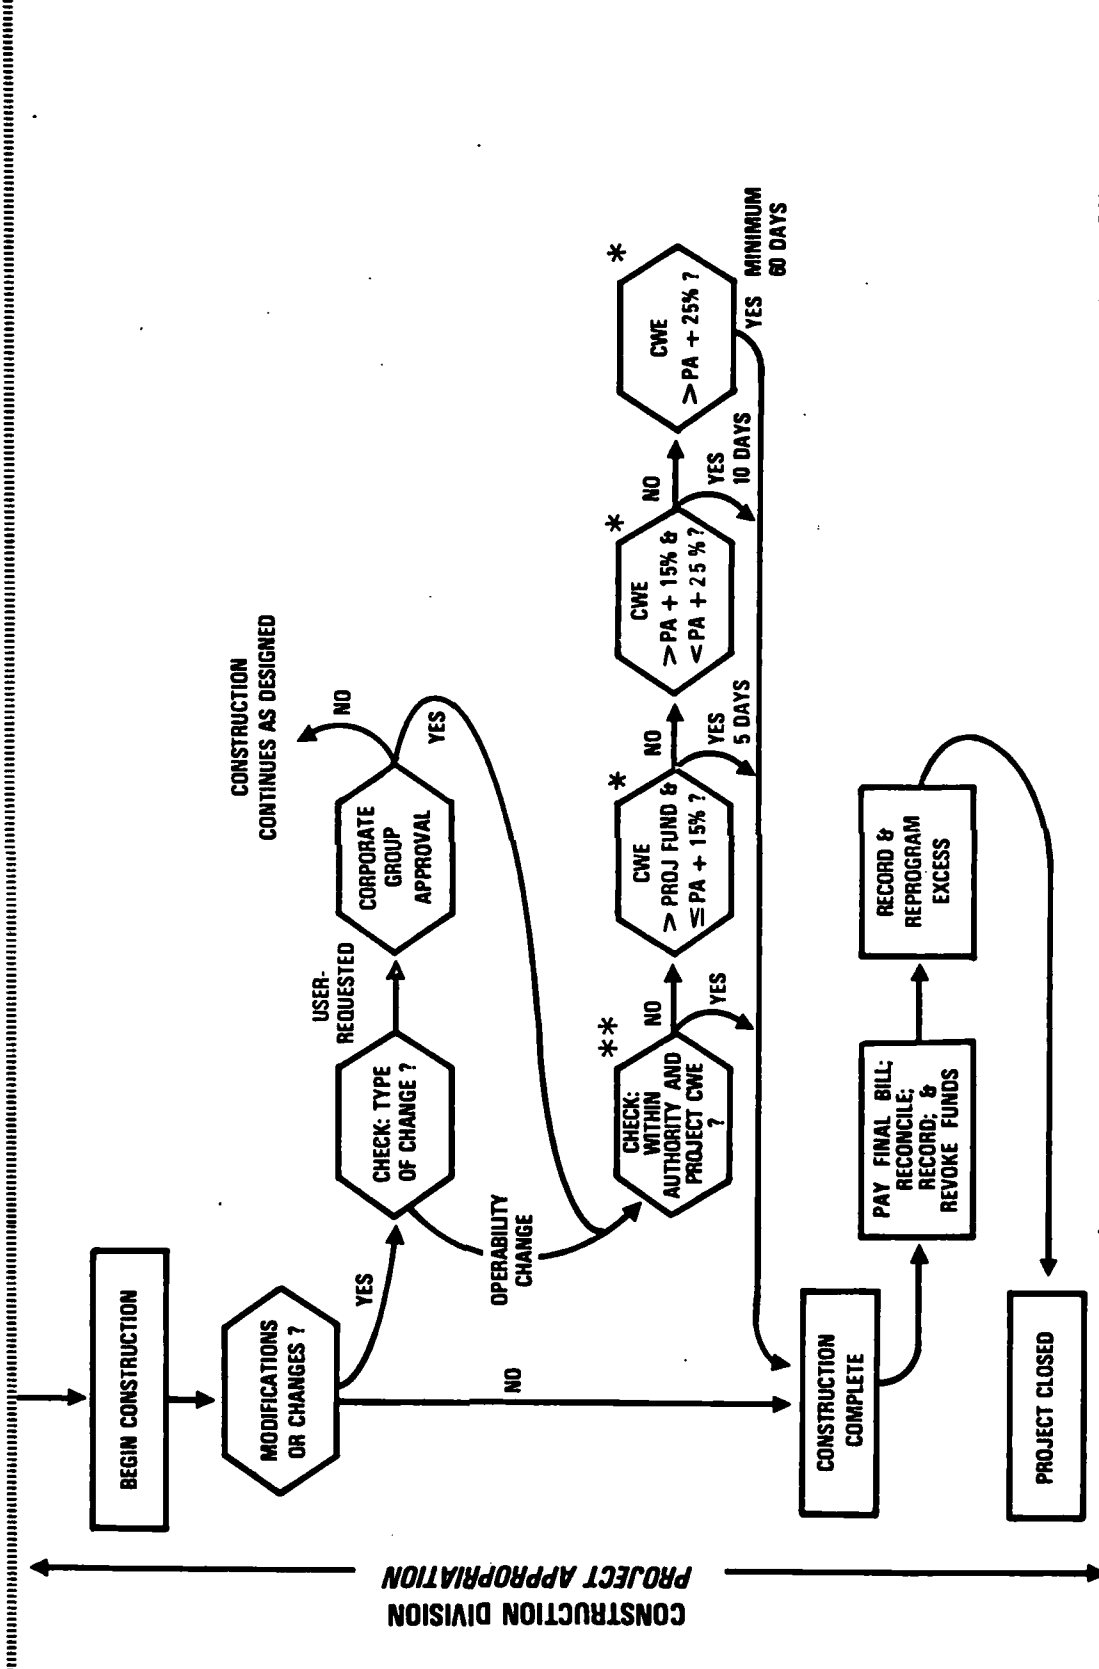 CONSTRUCTION DIVISION
PROJECT APPROPRIATION
BEGIN CONSTRUCTION
MODIFICATIONS
OR CHANGES ?
YES
NO
CHECK: TYPE
OF CHANGE ?
USER-
REQUESTED
OPERABILITY
CHANGE
CORPORATE
GROUP
APPROVAL
NO
CONSTRUCTION
CONTINUES AS DESIGNED
YES
**
CHECK:
WITHIN
AUTHORITY AND
PROJECT CWE
?
NO
YES
*
CWE
> PROJ FUND &
≤ PA + 15% ?
NO
YES
5 DAYS
*
CWE
> PA + 15% &
< PA + 25 % ?
NO
YES
10 DAYS
*
CWE
> PA + 25% ?
YES
MINIMUM
60 DAYS
CONSTRUCTION
COMPLETE
PAY FINAL BILL;
RECONCILE;
RECORD; &
REVOKE FUNDS
RECORD &
REPROGRAM
EXCESS
PROJECT CLOSED